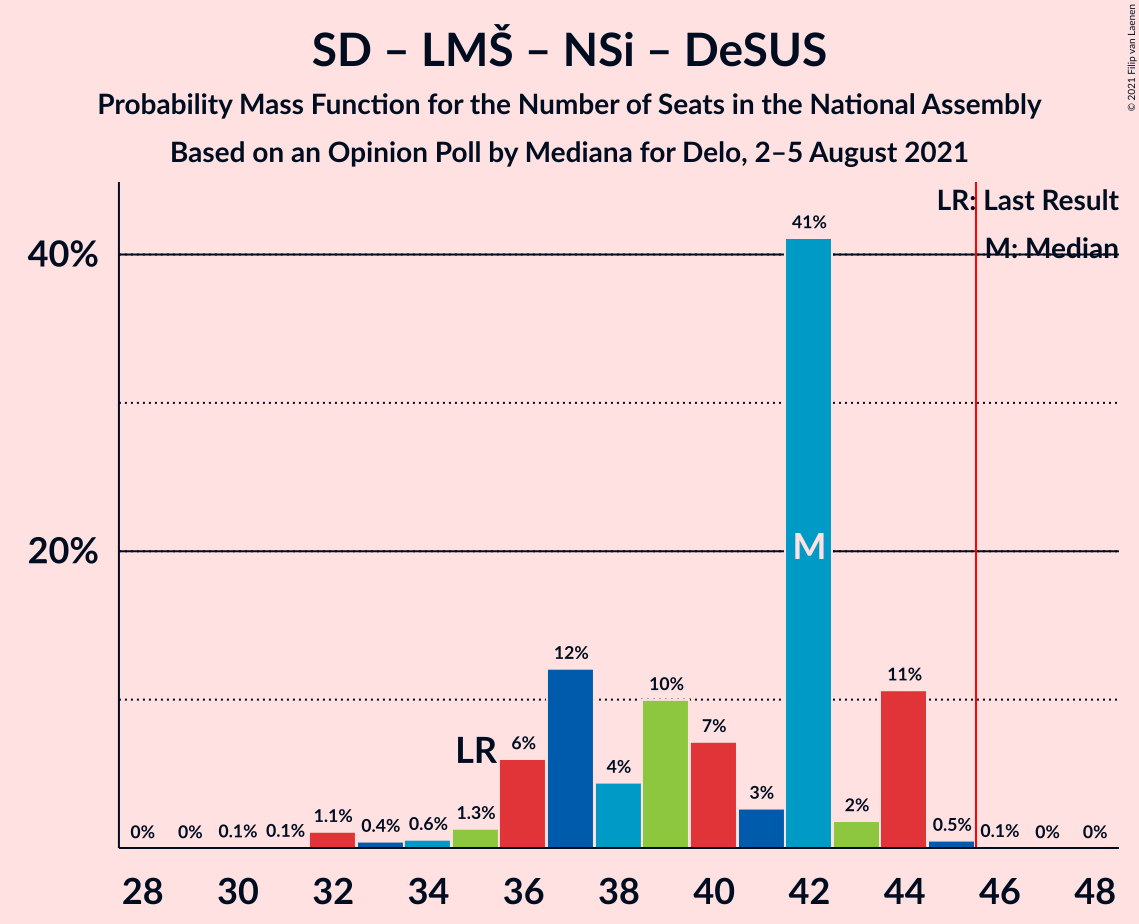 SD – LMŠ – NSi – DeSUS
Probability Mass Function for the Number of Seats in the National Assembly
Based on an Opinion Poll by Mediana for Delo, 2–5 August 2021
© 2021 Filip van Laenen
LR: Last Result
M: Median
40%
20%
0%
0%
0.1%
0.1%
1.1%
0.4%
0.6%
1.3%
6%
12%
4%
10%
7%
3%
41%
2%
11%
0.5%
0.1%
0%
0%
LR
M
28 30 32 34 36 38 40 42 44 46 48